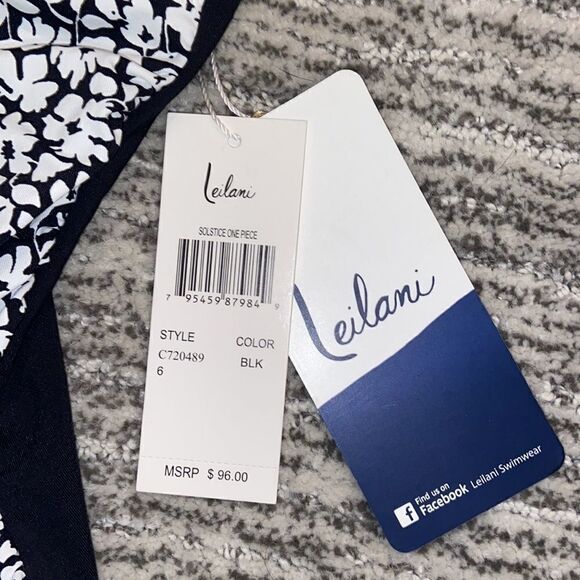 Leilani
SOLSTICE ONE PIECE
7 95459 87984 9
STYLE COLOR
C720489 BLK
6
MSRP $ 96.00
Leilani
Find us on
Facebook Leilani Swimwear